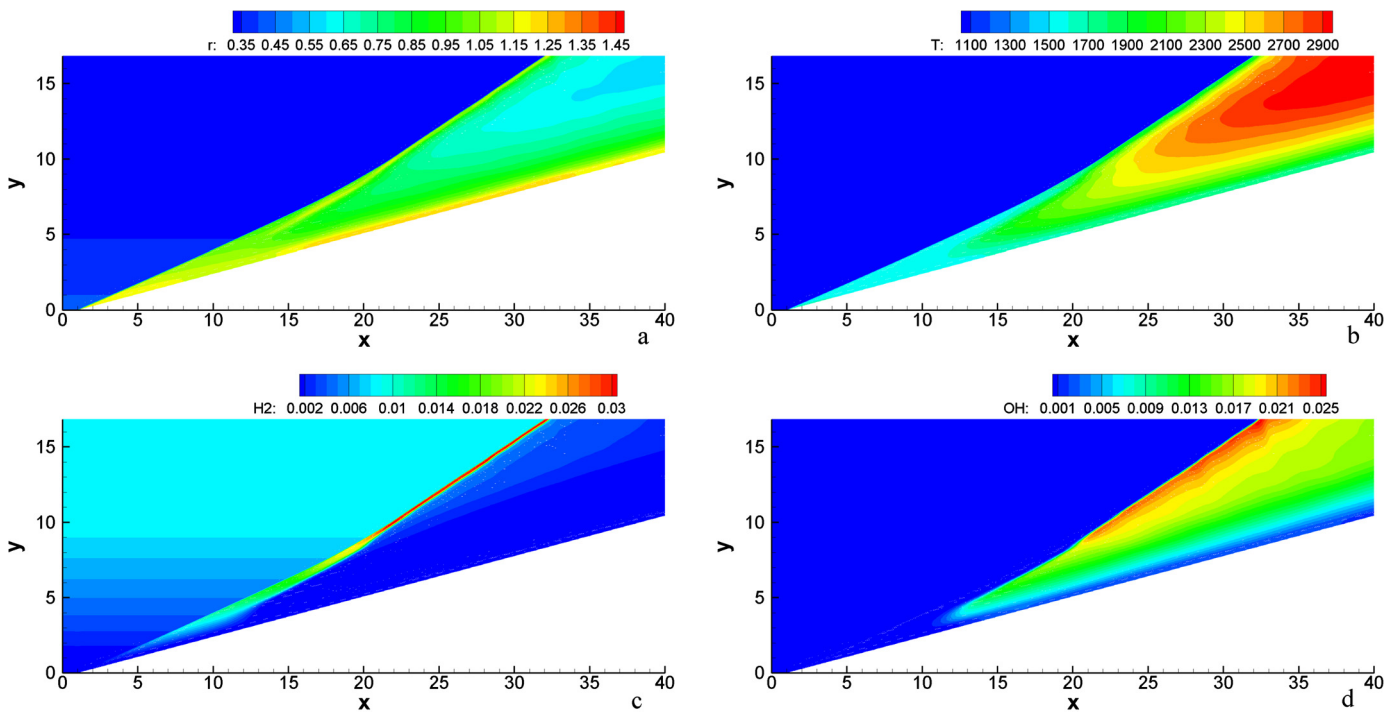 r: 0.35 0.45 0.55 0.65 0.75 0.85 0.95 1.05 1.15 1.25 1.35 1.45
15
10
y
5
0
0 5 10 15 20 25 30 35 40
x
a
T: 1100 1300 1500 1700 1900 2100 2300 2500 2700 2900
15
10
y
5
0
0 5 10 15 20 25 30 35 40
x
b
H2: 0.002 0.006 0.01 0.014 0.018 0.022 0.026 0.03
15
10
y
5
0
0 5 10 15 20 25 30 35 40
x
c
OH: 0.001 0.005 0.009 0.013 0.017 0.021 0.025
15
10
y
5
0
0 5 10 15 20 25 30 35 40
x
d